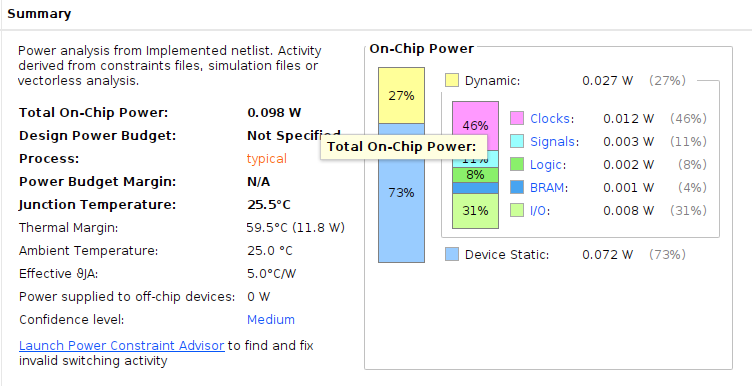 Summary
Power analysis from Implemented netlist. Activity
derived from constraints files, simulation files or
vectorless analysis.
Total On-Chip Power: 0.098 W
Design Power Budget: Not Specified
Process: typical
Power Budget Margin: N/A
Junction Temperature: 25.5°C
Thermal Margin: 59.5°C (11.8 W)
Ambient Temperature: 25.0 °C
Effective ϑJA: 5.0°C/W
Power supplied to off-chip devices: 0 W
Confidence level: Medium
Launch Power Constraint Advisor to find and fix
invalid switching activity
On-Chip Power
27%
73%
Total On-Chip Power:
Dynamic: 0.027 W (27%)
46%
11%
8%
31%
Clocks: 0.012 W (46%)
Signals: 0.003 W (11%)
Logic: 0.002 W (8%)
BRAM: 0.001 W (4%)
I/O: 0.008 W (31%)
Device Static: 0.072 W (73%)